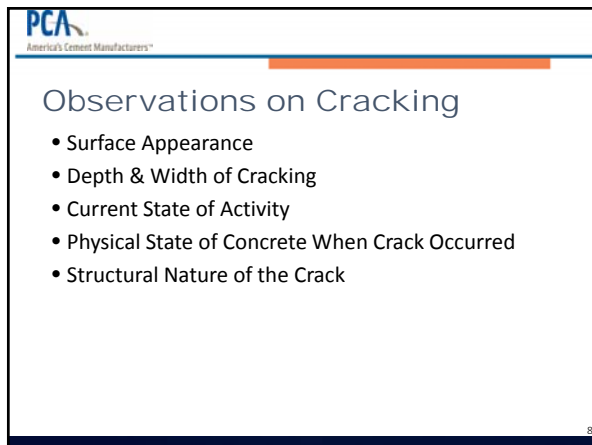 PCA
America's Cement Manufacturers™
Observations on Cracking
• Surface Appearance
• Depth & Width of Cracking
• Current State of Activity
• Physical State of Concrete When Crack Occurred
• Structural Nature of the Crack
8